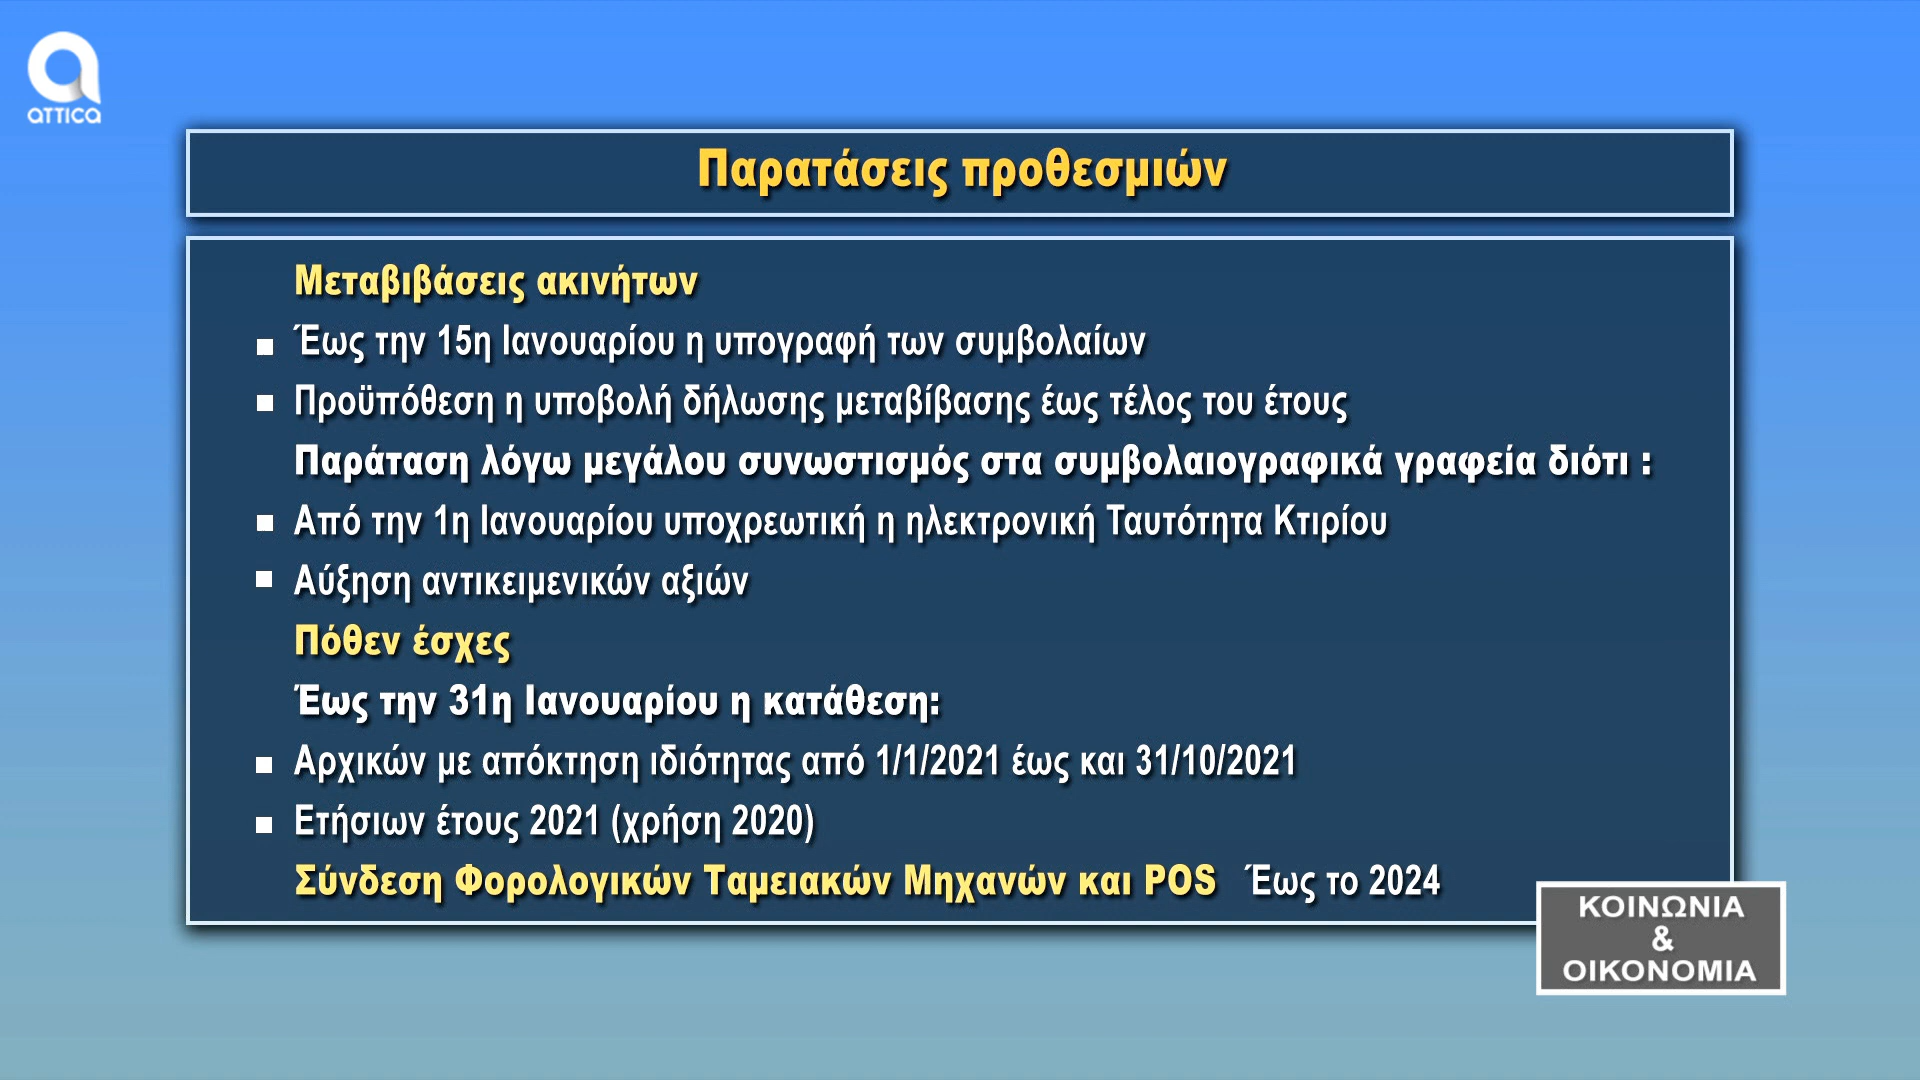 αττιcα
Παρατάσεις προθεσμιών
Μεταβιβάσεις ακινήτων
Έως την 15η Ιανουαρίου η υπογραφή των συμβολαίων
Προϋπόθεση η υποβολή δήλωσης μεταβίβασης έως τέλος του έτους
Παράταση λόγω μεγάλου συνωστισμός στα συμβολαιογραφικά γραφεία διότι :
Από την 1η Ιανουαρίου υποχρεωτική η ηλεκτρονική Ταυτότητα Κτιρίου
Αύξηση αντικειμενικών αξιών
Πόθεν έσχες
Έως την 31η Ιανουαρίου η κατάθεση:
Αρχικών με απόκτηση ιδιότητας από 1/1/2021 έως και 31/10/2021
Ετήσιων έτους 2021 (χρήση 2020)
Σύνδεση Φορολογικών Ταμειακών Μηχανών και POS Έως το 2024
ΚΟΙΝΩΝΙΑ
&
ΟΙΚΟΝΟΜΙΑ